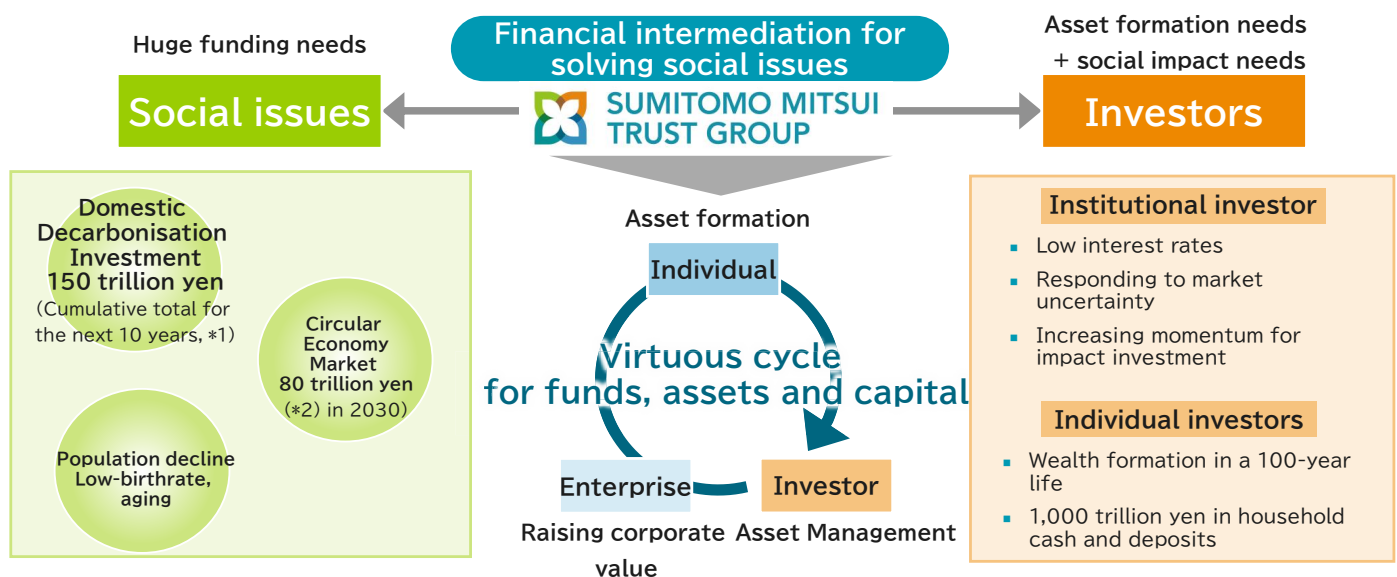 Huge funding needs
Social issues
Financial intermediation for
solving social issues
SUMITOMO MITSUI
TRUST GROUP
Asset formation needs
+ social impact needs
Investors
Domestic
Decarbonisation
Investment
150 trillion yen
(Cumulative total for
the next 10 years, *1)
Circular
Economy
Market
80 trillion yen
(*2) in 2030)
Population decline
Low-birthrate,
aging
Asset formation
Individual
Virtuous cycle
for funds, assets and capital
Enterprise
Investor
Raising corporate
value
Asset Management
Institutional investor
▪ Low interest rates
▪ Responding to market
uncertainty
▪ Increasing momentum for
impact investment
Individual investors
▪ Wealth formation in a 100-year
life
▪ 1,000 trillion yen in household
cash and deposits